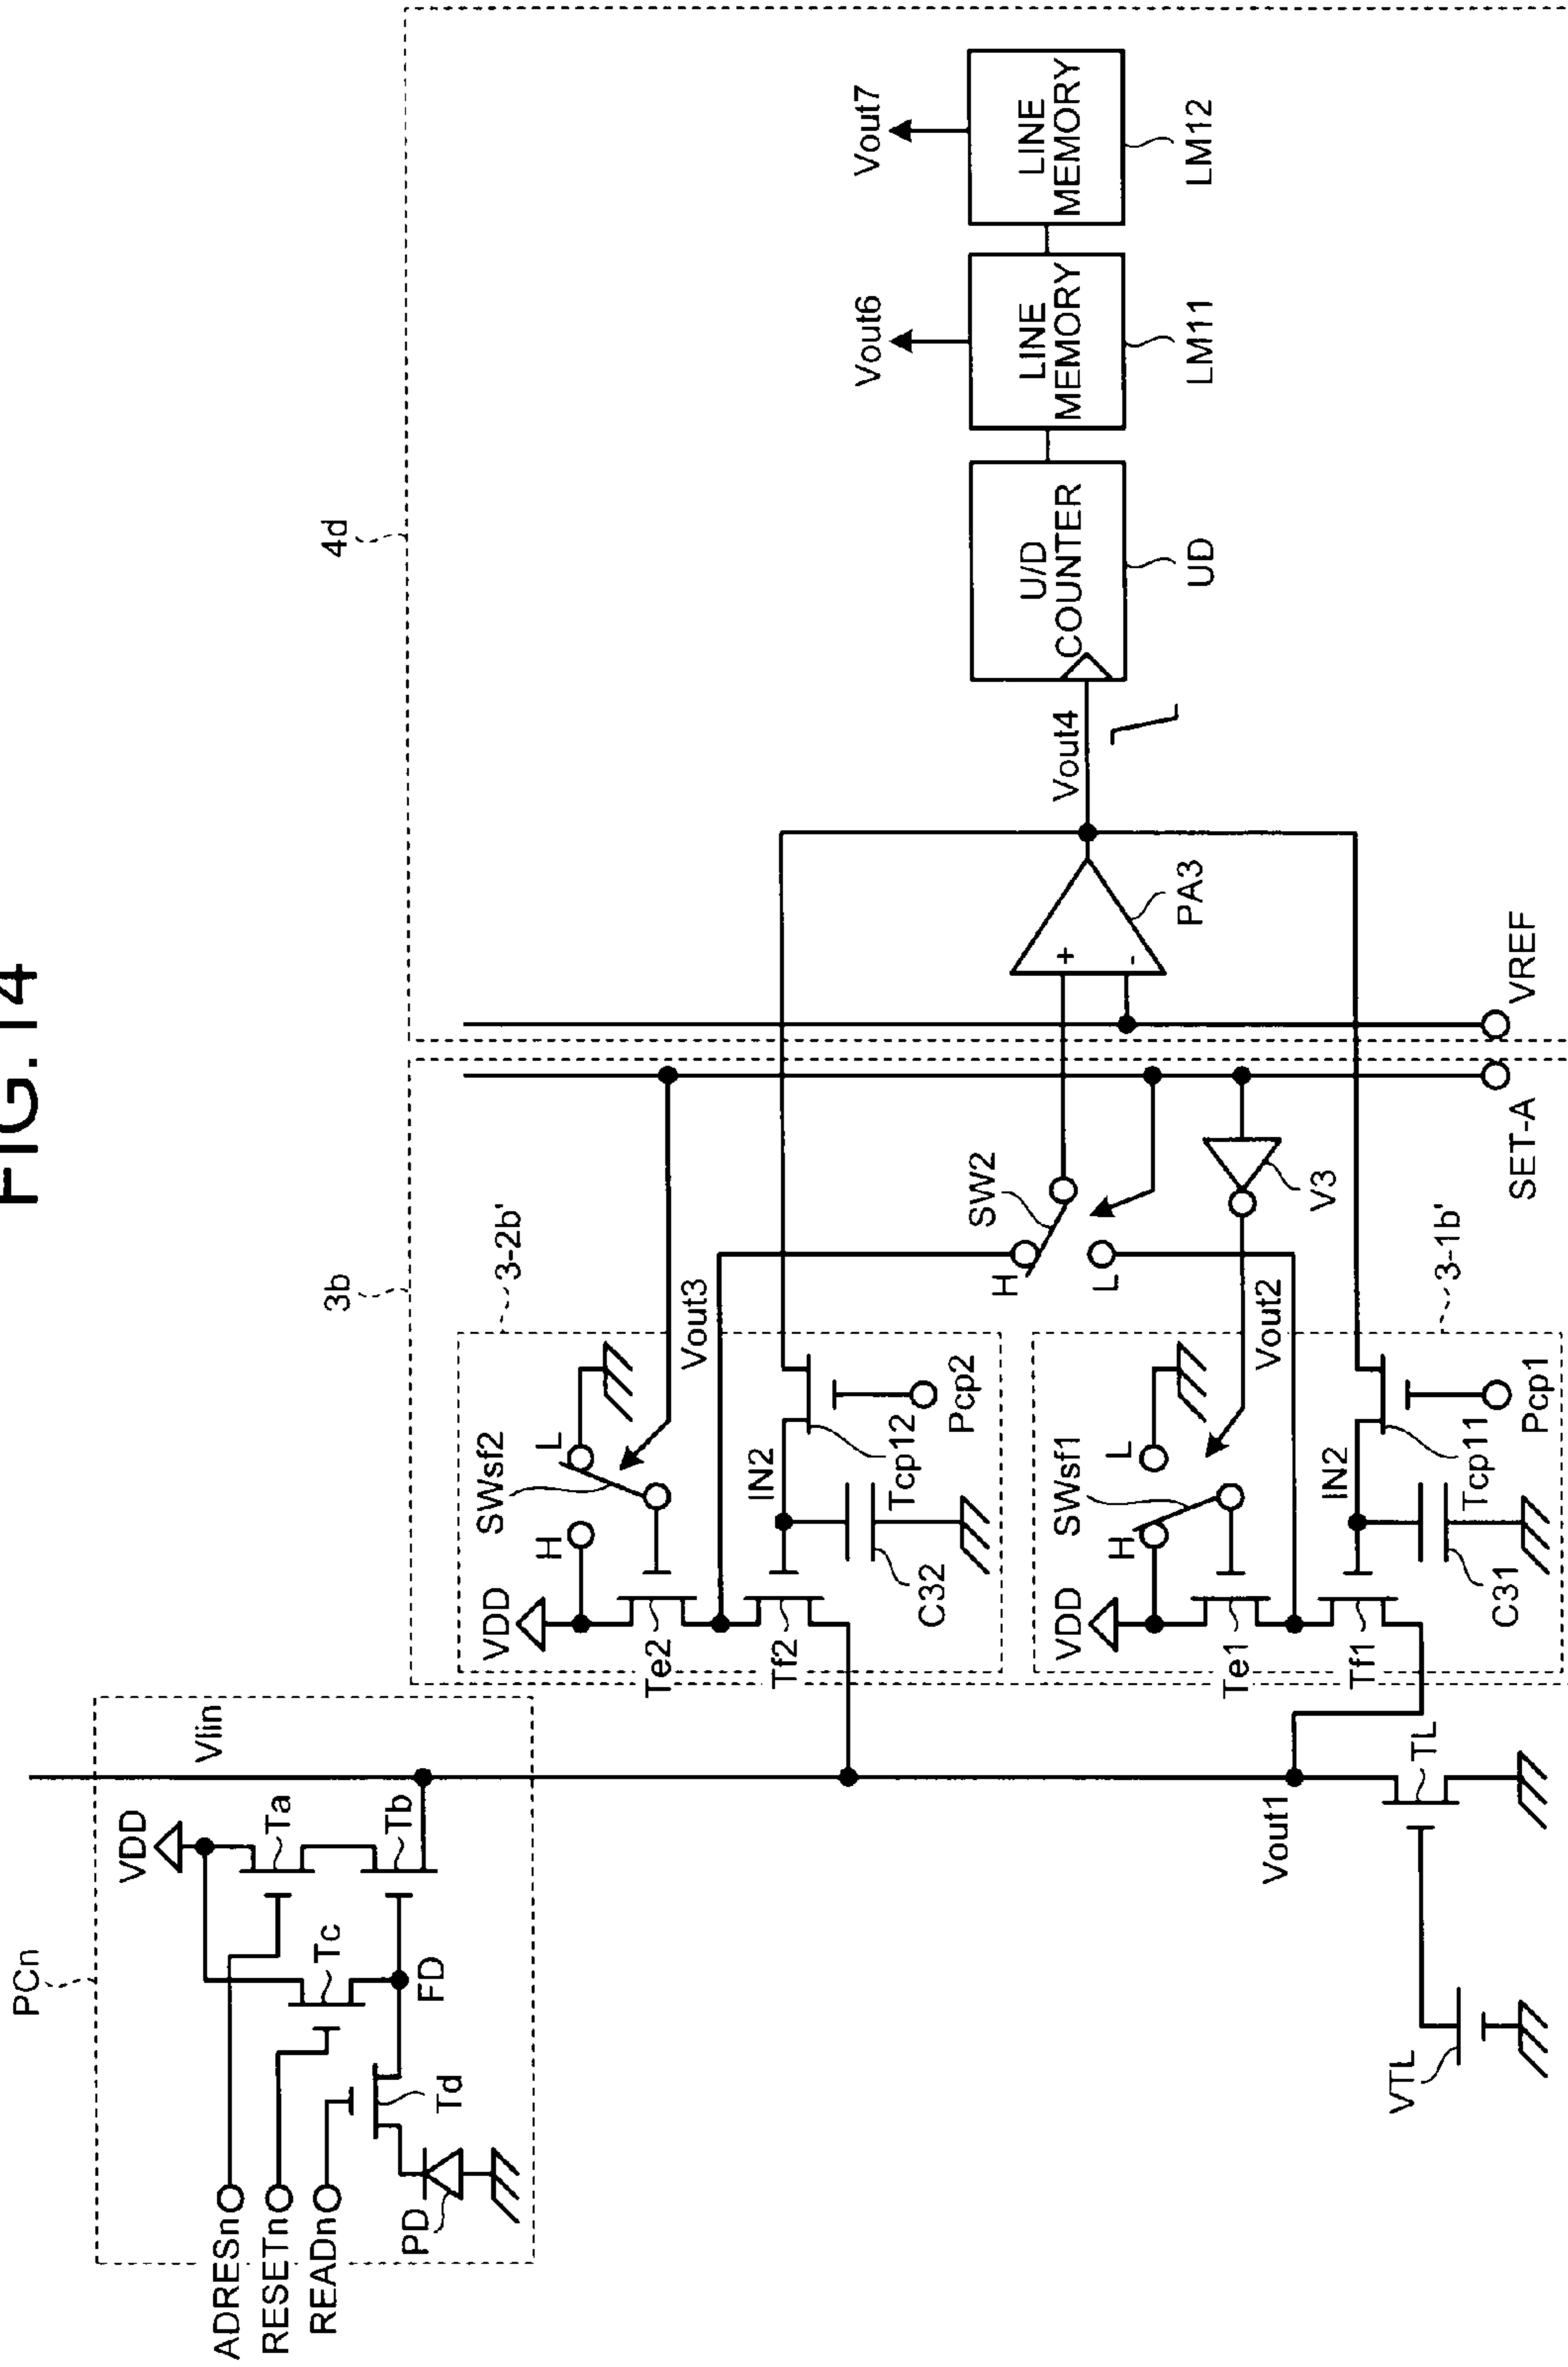 FIG.14
PCn
VDD
Vlin
ADRESn
RESETn
READn
Ta
Tb
Tc
Td
FD
PD
Vout1
VTL
TL
3b
3-2b'
VDD
SWsf2
H
L
Te2
Tf2
Vout3
IN2
C32
Tcp12
Pcp2
SW2
H
L
3-1b'
VDD
SWsf1
H
L
Te1
Tf1
Vout2
IN2
C31
Tcp11
Pcp1
V3
SET-A
VREF
4d
+
-
PA3
Vout4
U/D
COUNTER
UD
Vout6
LINE
MEMORY
LM11
Vout7
LINE
MEMORY
LM12